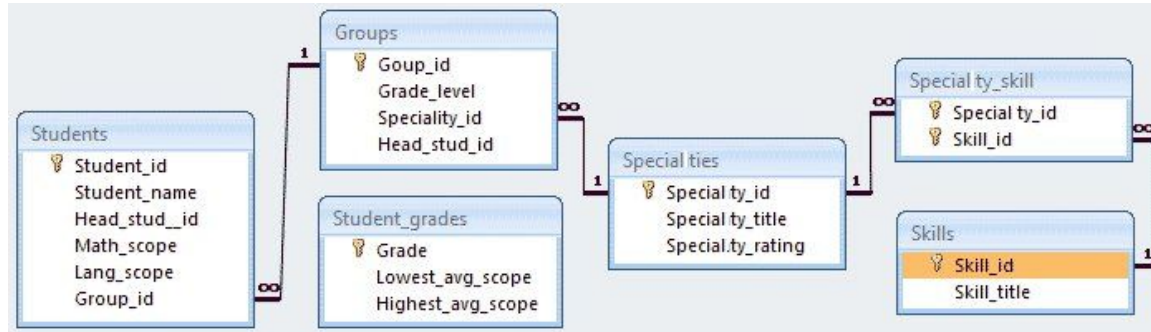 Groups
Goup_id
Grade_level
Speciality_id
Head_stud_id
Students
Student_id
Student_name
Head_stud__id
Math_scope
Lang_scope
Group_id
Student_grades
Grade
Lowest_avg_scope
Highest_avg_scope
Special ties
Special ty_id
Special ty_title
Special.ty_rating
Special ty_skill
Special ty_id
Skill_id
Skills
Skill_id
Skill_title
1
∞
∞
1
1
∞
∞
1